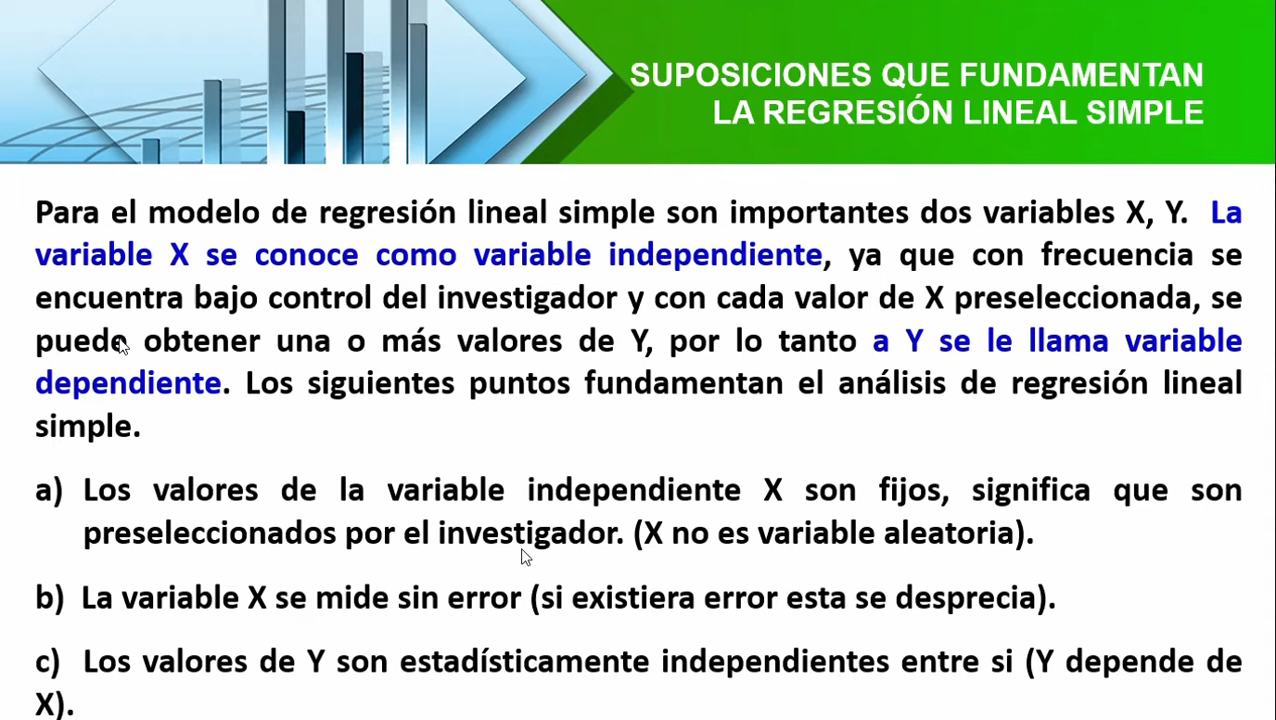 SUPOSICIONES QUE FUNDAMENTAN
LA REGRESIÓN LINEAL SIMPLE
Para el modelo de regresión lineal simple son importantes dos variables X, Y. La
variable X se conoce como variable independiente, ya que con frecuencia se
encuentra bajo control del investigador y con cada valor de X preseleccionada, se
puede obtener una o más valores de Y, por lo tanto a Y se le llama variable
dependiente. Los siguientes puntos fundamentan el análisis de regresión lineal
simple.
a) Los valores de la variable independiente X son fijos, significa que son
preseleccionados por el investigador. (X no es variable aleatoria).
b) La variable X se mide sin error (si existiera error esta se desprecia).
c) Los valores de Y son estadísticamente independientes entre si (Y depende de
X).